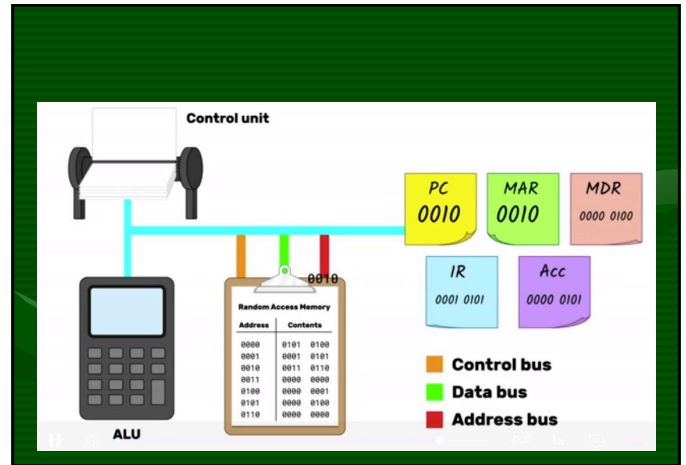 Control unit
PC
0010
MAR
0010
MDR
0000 0100
IR
0001 0101
Acc
0000 0101
0010
Random Access Memory
Address Contents
0000 0101 0100
0001 0001 0101
0010 0011 0110
0011 0000 0000
0100 0000 0001
0101 0000 0100
0110 0000 0000
ALU
Control bus
Data bus
Address bus